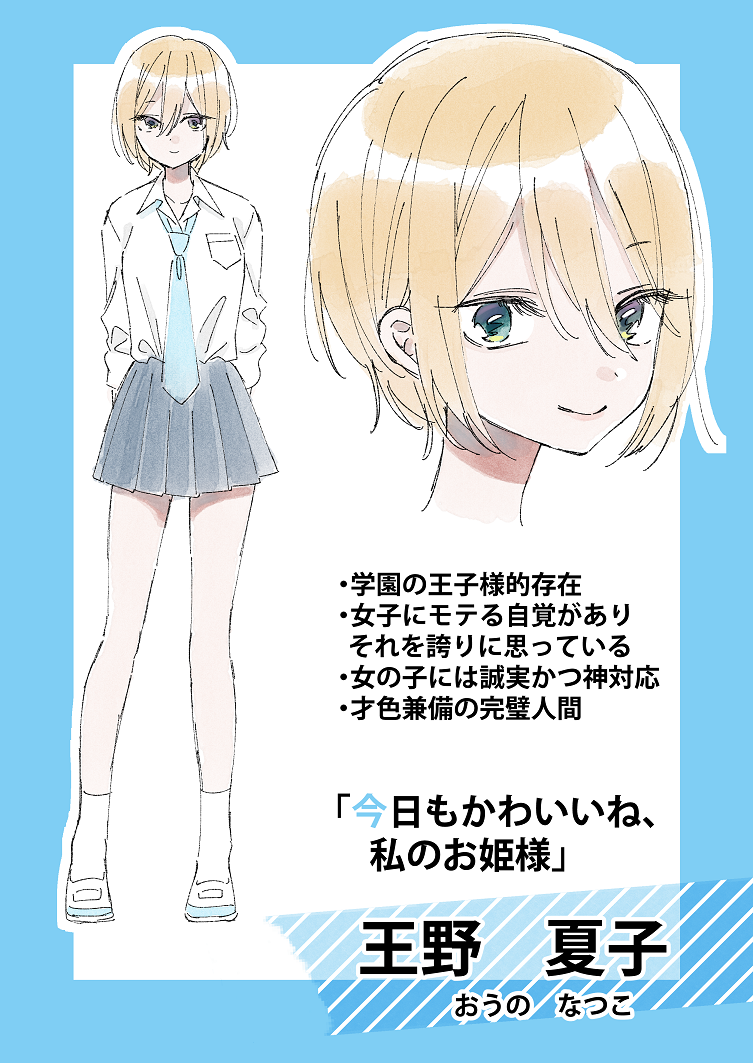 ・学園の王子様的存在
・女子にモテる自覚があり
それを誇りに思っている
・女の子には誠実かつ神対応
・才色兼備の完璧人間
「今日もかわいいね、
私のお姫様」
王野　夏子
おうの　なつこ